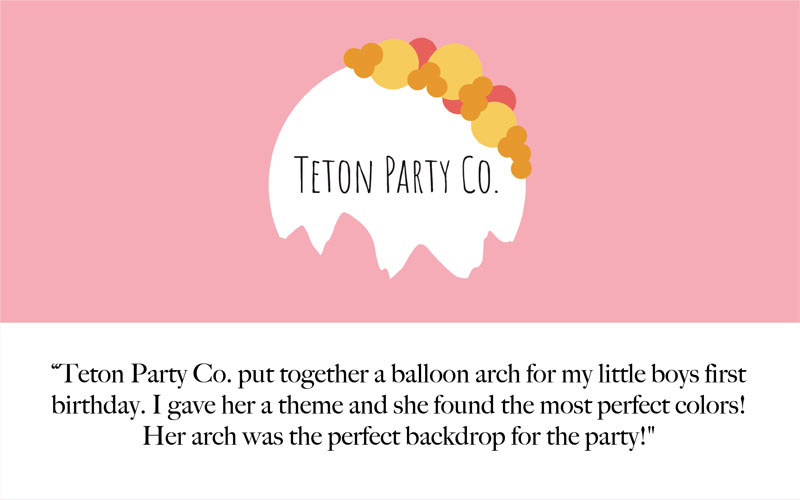 TETON PARTY CO.
“Teton Party Co. put together a balloon arch for my little boys first
birthday. I gave her a theme and she found the most perfect colors!
Her arch was the perfect backdrop for the party!"